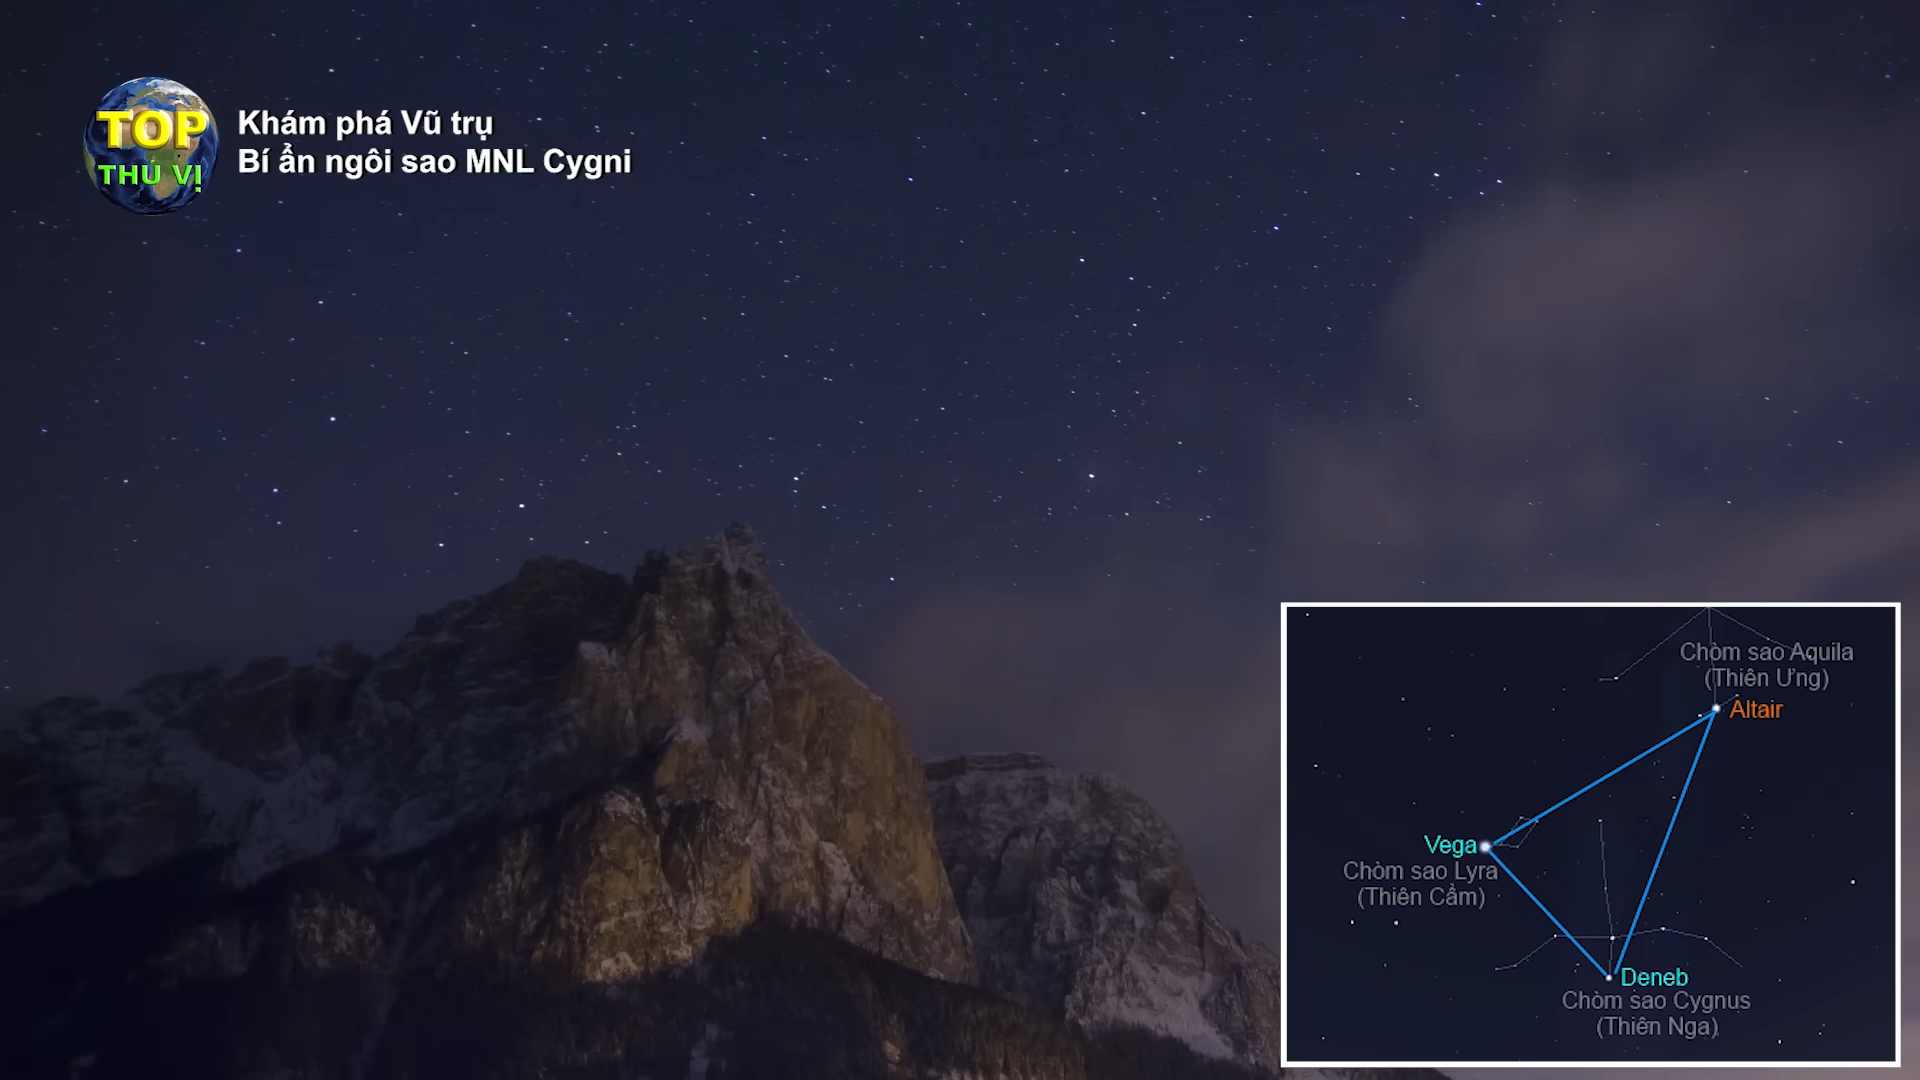 TOP
THÚ VỊ
Khám phá Vũ trụ
Bí ẩn ngôi sao MNL Cygni
Chòm sao Aquila
(Thiên Ưng)
Altair
Vega
Chòm sao Lyra
(Thiên Cầm)
Deneb
Chòm sao Cygnus
(Thiên Nga)